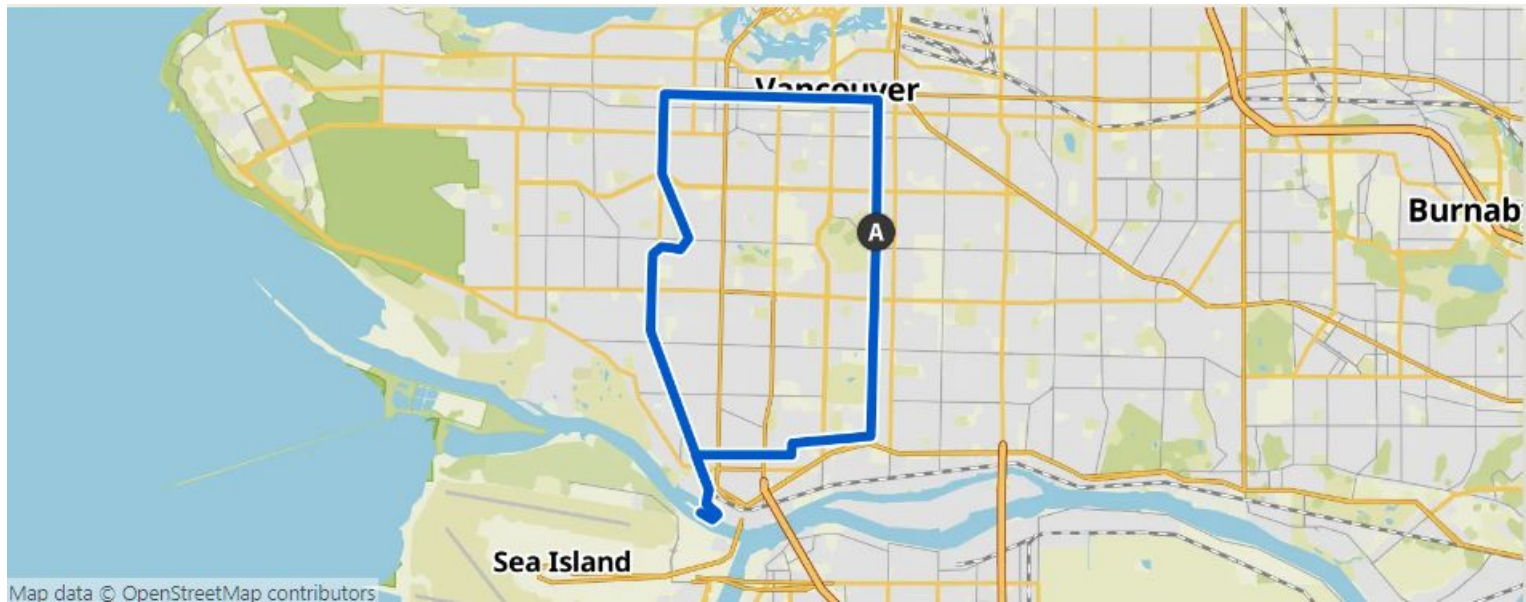 Vancouver
A
Burnab
Sea Island
Map data © OpenStreetMap contributors